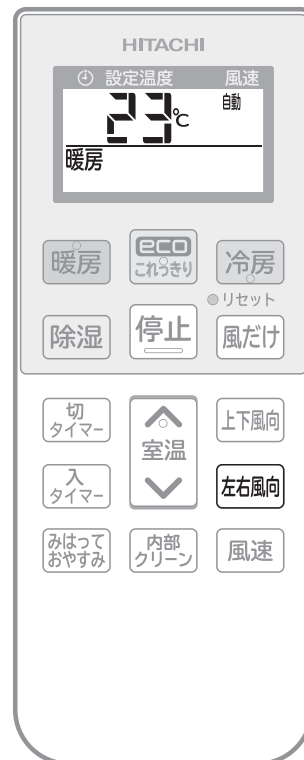 HITACHI
設定温度 風速
23℃ 自動
暖房
暖房 eco これっきり 冷房
リセット
除湿 停止 風だけ
切タイマー 室温 上下風向
入タイマー 左右風向
みはっておやすみ 内部クリーン 風速